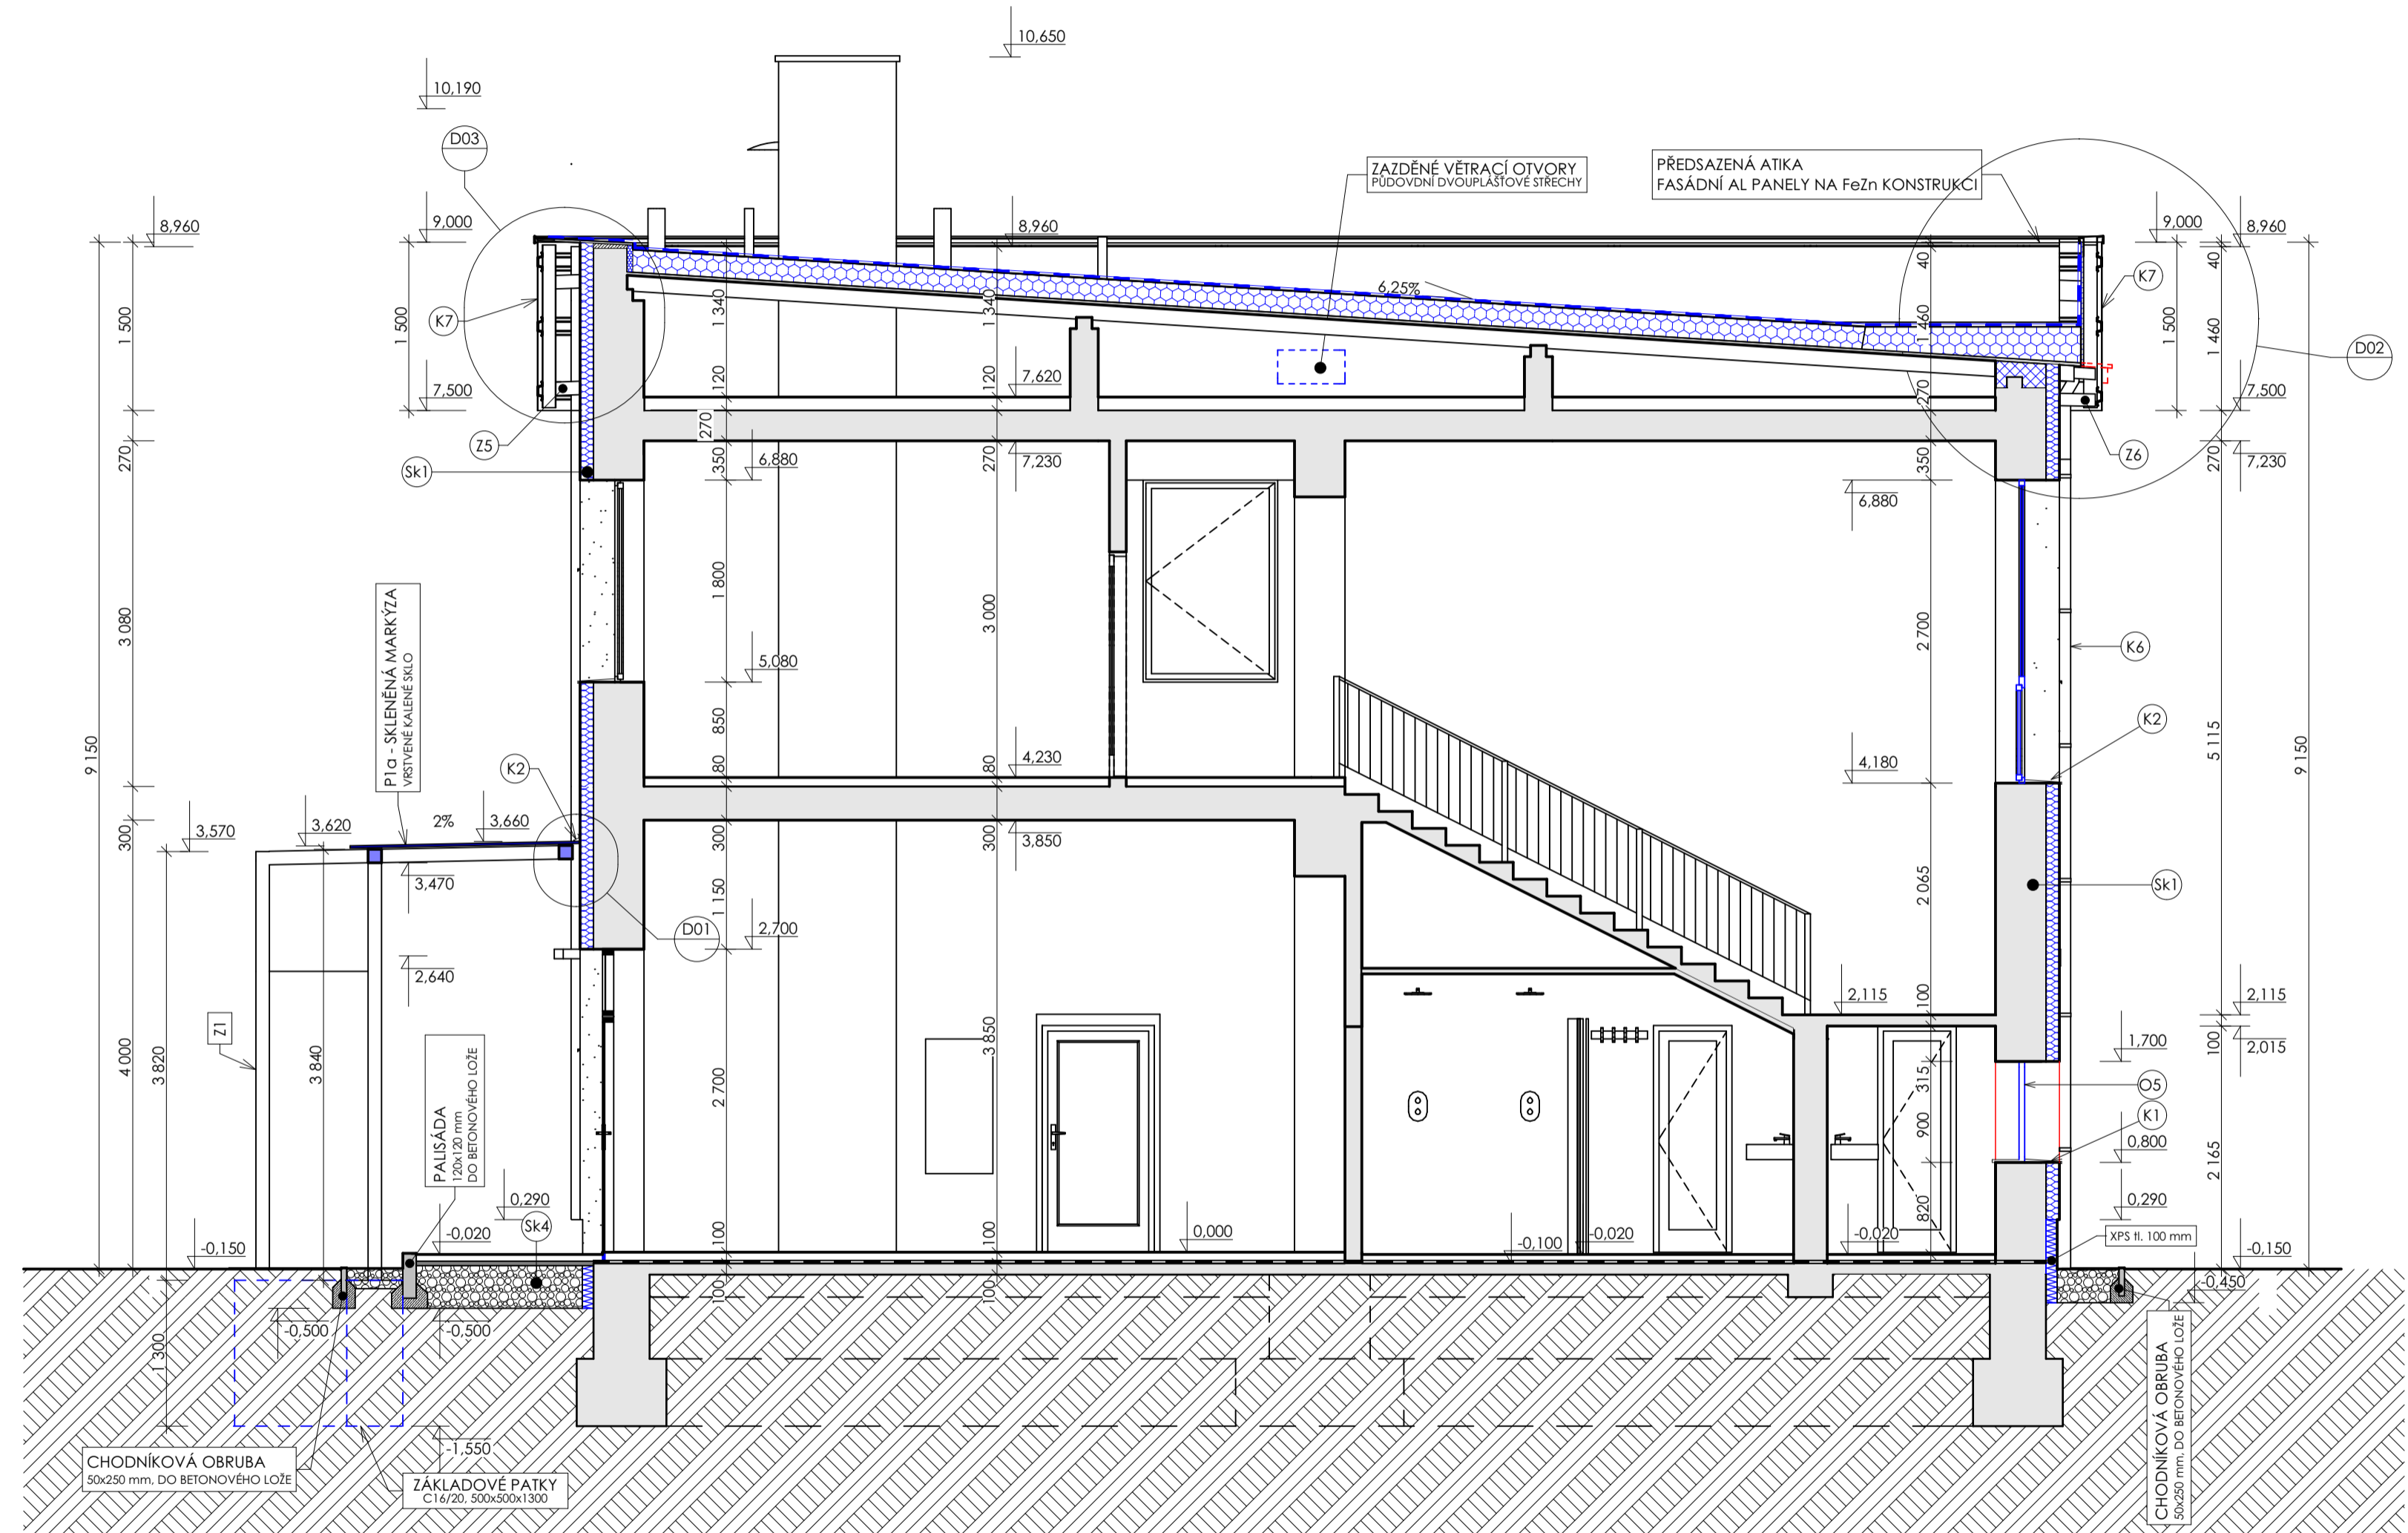 10,650
10,190
D03
ZAZDĚNÉ VĚTRACÍ OTVORY
PŮDOVDNÍ DVOUPLÁŠŤOVÉ STŘECHY
PŘEDSAZENÁ ATIKA
FASÁDNÍ AL PANELY NA FeZn KONSTRUKCI
8,960
9,000
8,960
9,000
8,960
40
40
K7
K7
6,25%
1 500
1 500
1 340
1 340
1 460
1 500
1 460
D02
7,500
120
120
7,620
270
7,500
Z5
Z6
Sk1
270
270
350
6,880
270
7,230
350
6,880
270
7,230
3 080
1 800
3 000
2 700
K6
5,080
P1a - SKLENĚNÁ MARKÝZA
VRSTVENÉ KALENÉ SKLO
9 150
850
K2
5 115
9 150
K2
80
80
4,230
4,180
3,570
3,620
2%
3,660
300
300
300
3,850
3,470
1 150
2 065
Sk1
D01
2,700
2,640
Z1
4 000
3 820
3 840
2,115
100
2,115
1,700
100
2,015
PALISÁDA
120x120 mm
DO BETONOVÉHO LOŽE
2 700
3 850
315
O5
900
K1
0,800
2 165
0,290
Sk4
820
0,290
-0,150
-0,020
100
100
0,000
-0,100
-0,020
-0,020
XPS tl. 100 mm
-0,150
-0,450
100
100
-0,500
-0,500
1 300
-1,550
CHODNÍKOVÁ OBRUBA
50x250 mm, DO BETONOVÉHO LOŽE
ZÁKLADOVÉ PATKY
C16/20, 500x500x1300
CHODNÍKOVÁ OBRUBA
50x250 mm, DO BETONOVÉHO LOŽE